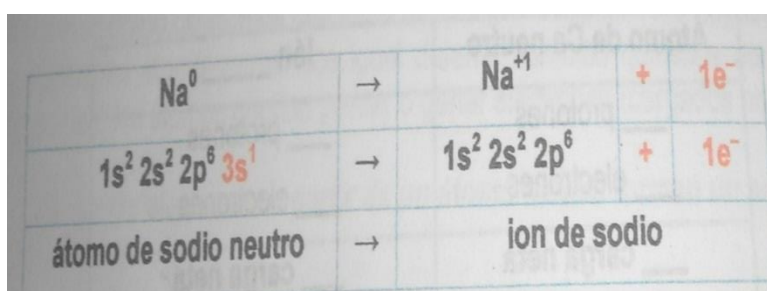 Na⁰ → Na⁺¹ + 1e⁻
1s² 2s² 2p⁶ 3s¹ → 1s² 2s² 2p⁶ + 1e⁻
átomo de sodio neutro → ion de sodio